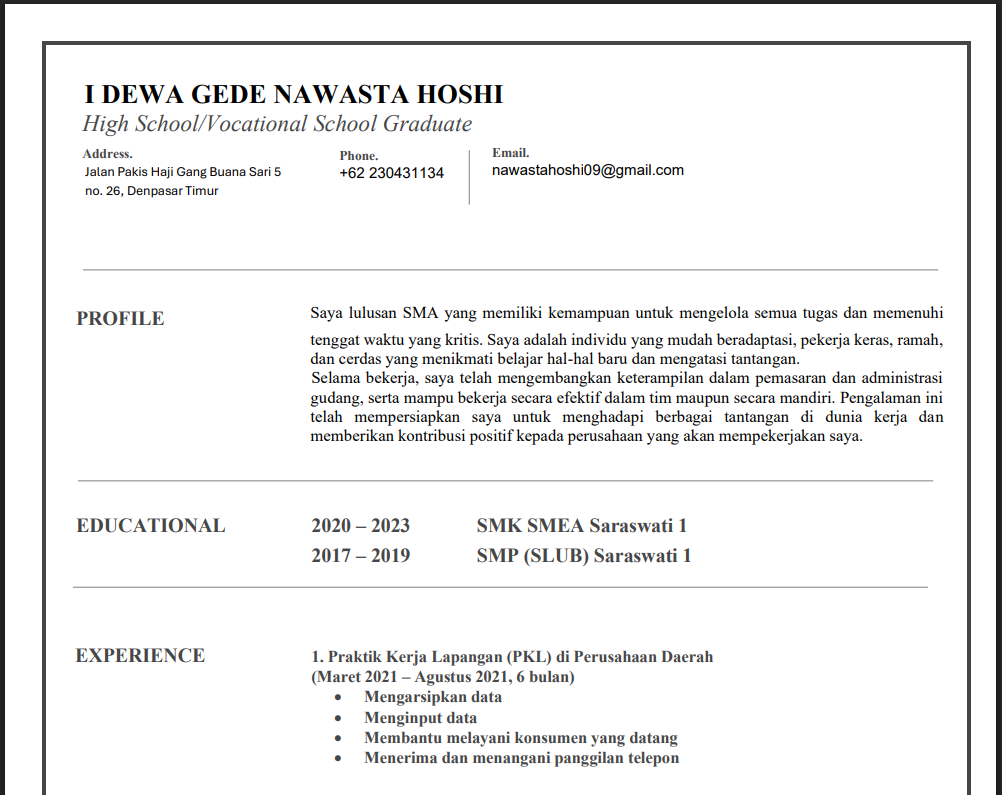 I DEWA GEDE NAWASTA HOSHI
High School/Vocational School Graduate
Address.
Jalan Pakis Haji Gang Buana Sari 5
no. 26, Denpasar Timur
Phone.
+62 230431134
Email.
nawastahoshi09@gmail.com
PROFILE
Saya lulusan SMA yang memiliki kemampuan untuk mengelola semua tugas dan memenuhi
tenggat waktu yang kritis. Saya adalah individu yang mudah beradaptasi, pekerja keras, ramah,
dan cerdas yang menikmati belajar hal-hal baru dan mengatasi tantangan.
Selama bekerja, saya telah mengembangkan keterampilan dalam pemasaran dan administrasi
gudang, serta mampu bekerja secara efektif dalam tim maupun secara mandiri. Pengalaman ini
telah mempersiapkan saya untuk menghadapi berbagai tantangan di dunia kerja dan
memberikan kontribusi positif kepada perusahaan yang akan mempekerjakan saya.
EDUCATIONAL
2020 – 2023 SMK SMEA Saraswati 1
2017 – 2019 SMP (SLUB) Saraswati 1
EXPERIENCE
1. Praktik Kerja Lapangan (PKL) di Perusahaan Daerah
(Maret 2021 – Agustus 2021, 6 bulan)
• Mengarsipkan data
• Menginput data
• Membantu melayani konsumen yang datang
• Menerima dan menangani panggilan telepon